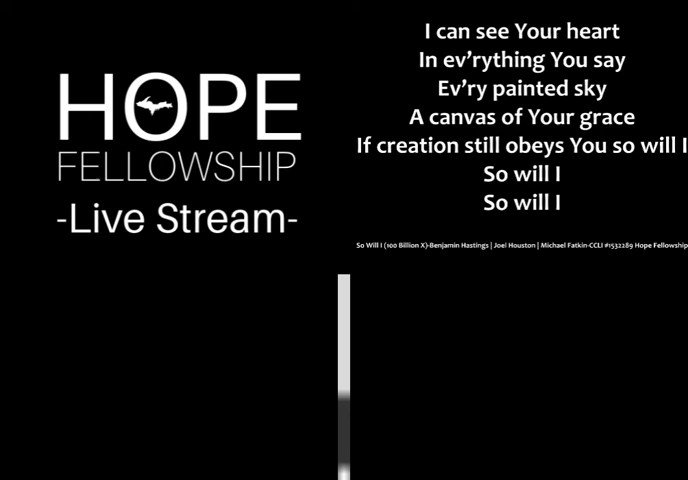 HOPE
FELLOWSHIP
-Live Stream-
I can see Your heart
In ev'rything You say
Ev'ry painted sky
A canvas of Your grace
If creation still obeys You so will I
So will I
So will I
So Will I (100 Billion X)-Benjamin Hastings | Joel Houston | Michael Fatkin-CCLI #1532289 Hope Fellowship